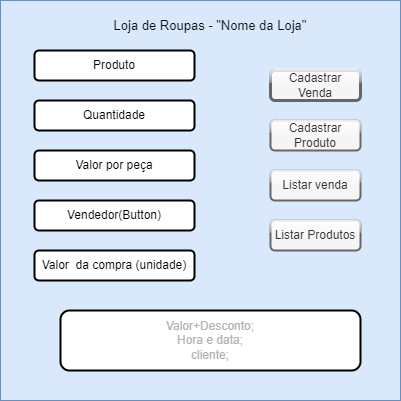 Loja de Roupas - "Nome da Loja"
Produto
Quantidade
Valor por peça
Vendedor(Button)
Valor  da compra (unidade)
Cadastrar
Venda
Cadastrar
Produto
Listar venda
Listar Produtos
Valor+Desconto;
Hora e data;
cliente;